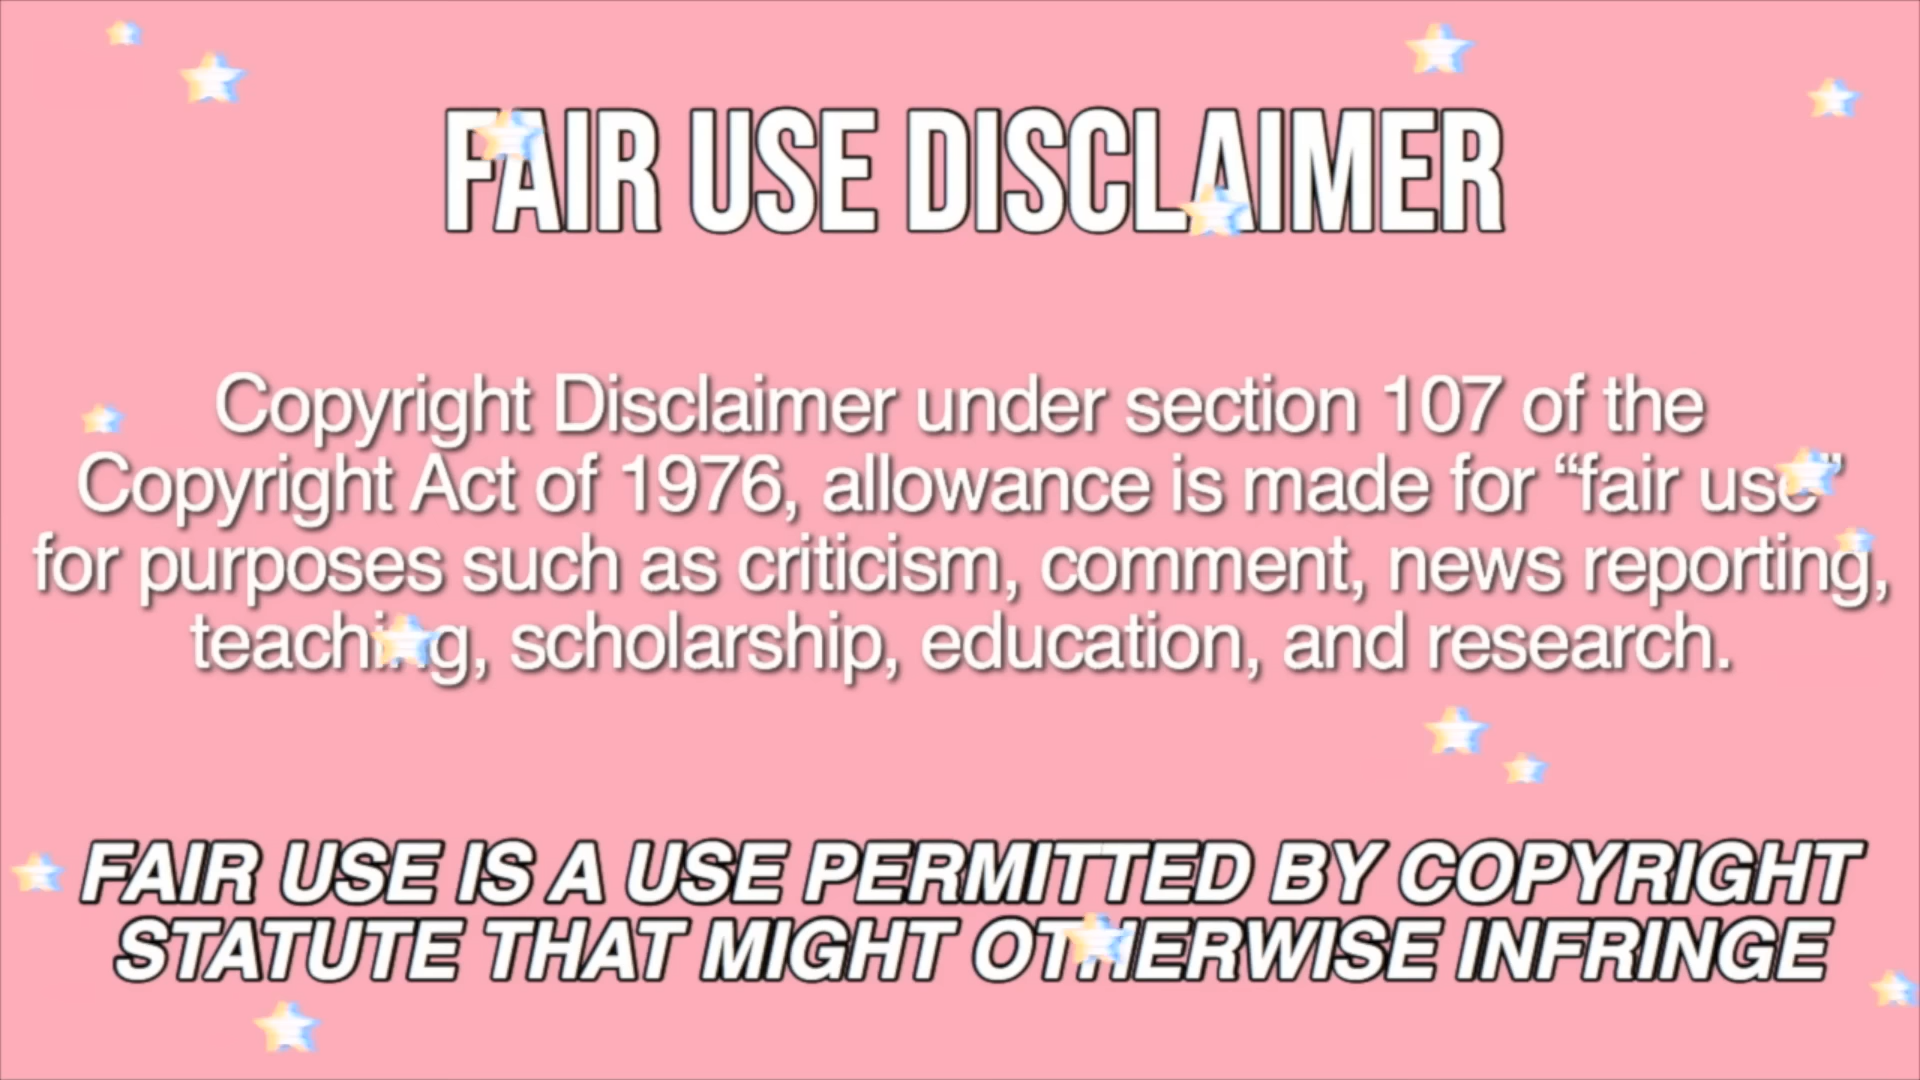 FAIR USE DISCLAIMER
Copyright Disclaimer under section 107 of the
Copyright Act of 1976, allowance is made for “fair use”
for purposes such as criticism, comment, news reporting,
teaching, scholarship, education, and research.
FAIR USE IS A USE PERMITTED BY COPYRIGHT
STATUTE THAT MIGHT OTHERWISE INFRINGE